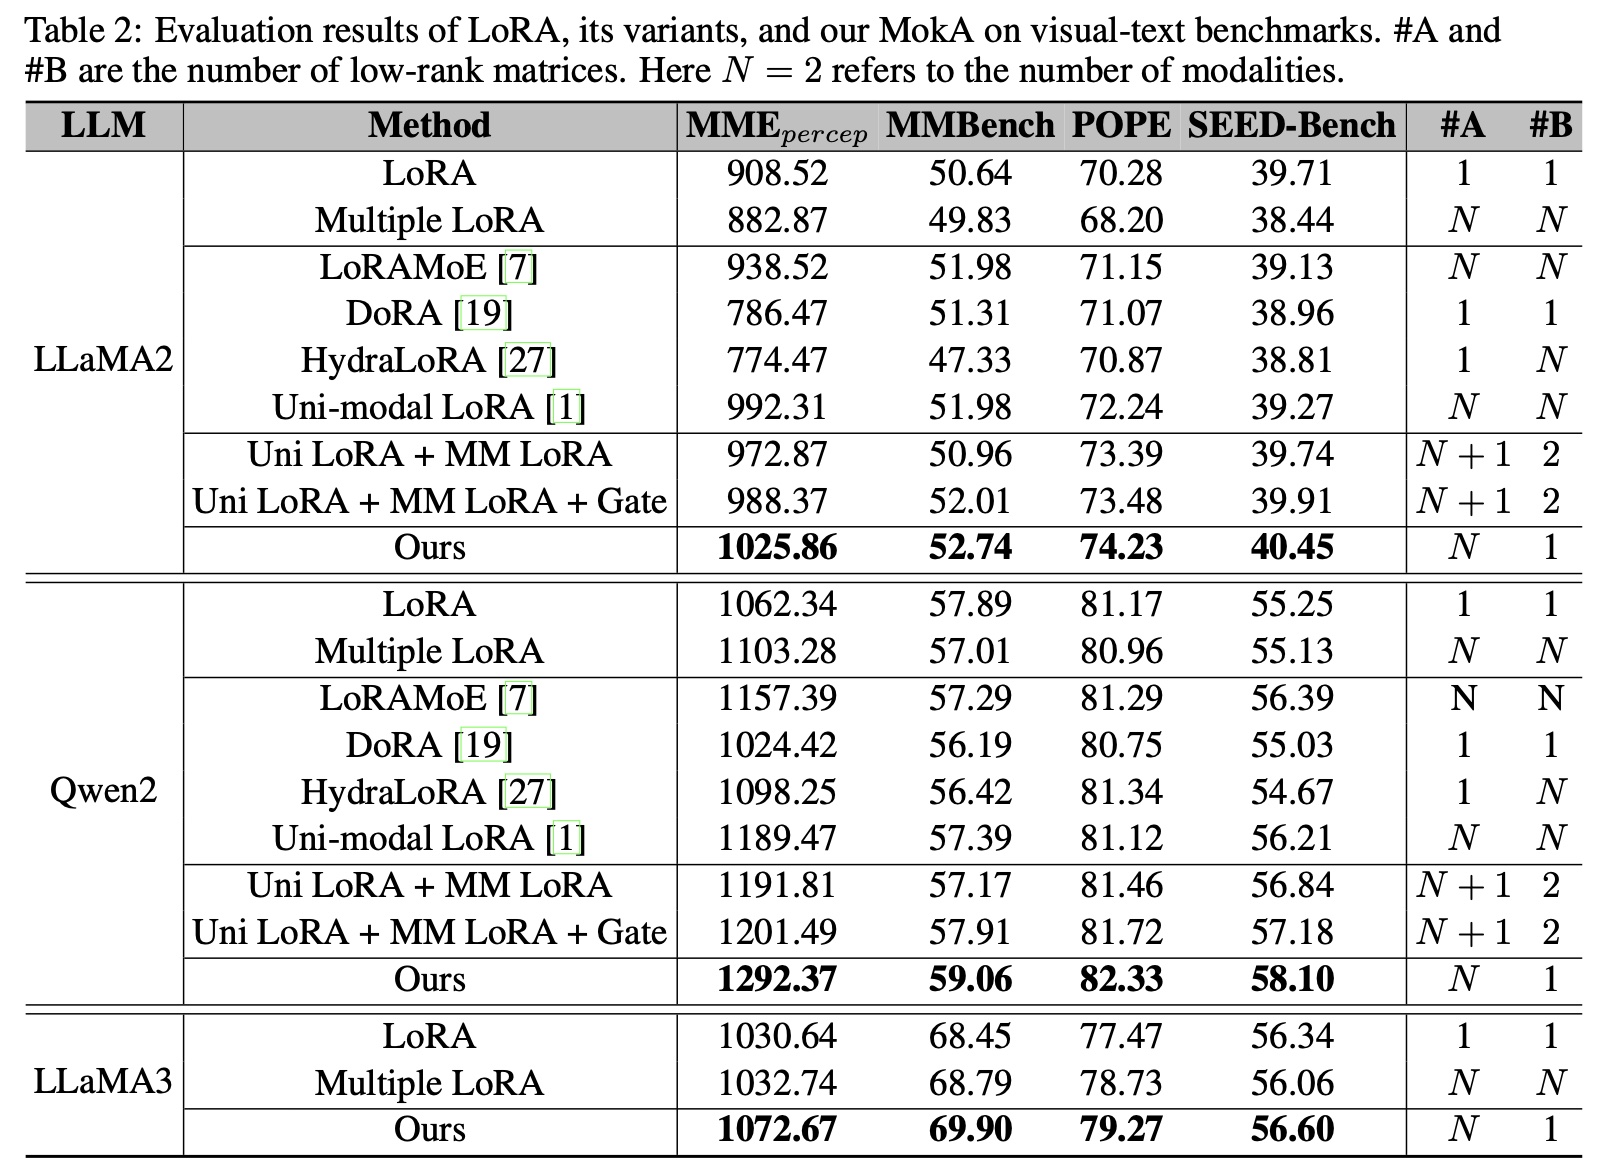 Table 2: Evaluation results of LoRA, its variants, and our MokA on visual-text benchmarks. #A and
#B are the number of low-rank matrices. Here N = 2 refers to the number of modalities.
LLM Method MME_percep MMBench POPE SEED-Bench #A #B
LoRA 908.52 50.64 70.28 39.71 1 1
Multiple LoRA 882.87 49.83 68.20 38.44 N N
LoRAMoE [7] 938.52 51.98 71.15 39.13 N N
DoRA [19] 786.47 51.31 71.07 38.96 1 1
LLaMA2 HydraLoRA [27] 774.47 47.33 70.87 38.81 1 N
Uni-modal LoRA [1] 992.31 51.98 72.24 39.27 N N
Uni LoRA + MM LoRA 972.87 50.96 73.39 39.74 N + 1 2
Uni LoRA + MM LoRA + Gate 988.37 52.01 73.48 39.91 N + 1 2
Ours 1025.86 52.74 74.23 40.45 N 1
LoRA 1062.34 57.89 81.17 55.25 1 1
Multiple LoRA 1103.28 57.01 80.96 55.13 N N
LoRAMoE [7] 1157.39 57.29 81.29 56.39 N N
DoRA [19] 1024.42 56.19 80.75 55.03 1 1
Qwen2 HydraLoRA [27] 1098.25 56.42 81.34 54.67 1 N
Uni-modal LoRA [1] 1189.47 57.39 81.12 56.21 N N
Uni LoRA + MM LoRA 1191.81 57.17 81.46 56.84 N + 1 2
Uni LoRA + MM LoRA + Gate 1201.49 57.91 81.72 57.18 N + 1 2
Ours 1292.37 59.06 82.33 58.10 N 1
LoRA 1030.64 68.45 77.47 56.34 1 1
LLaMA3 Multiple LoRA 1032.74 68.79 78.73 56.06 N N
Ours 1072.67 69.90 79.27 56.60 N 1